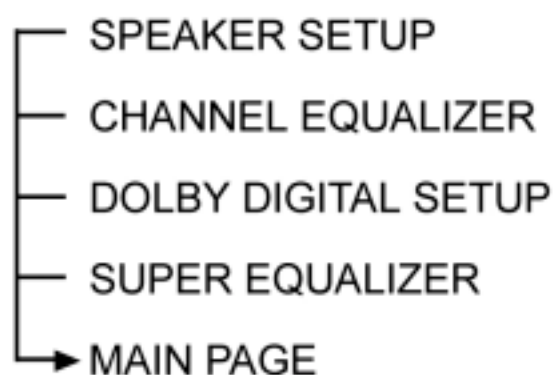 SPEAKER SETUP
CHANNEL EQUALIZER
DOLBY DIGITAL SETUP
SUPER EQUALIZER
MAIN PAGE